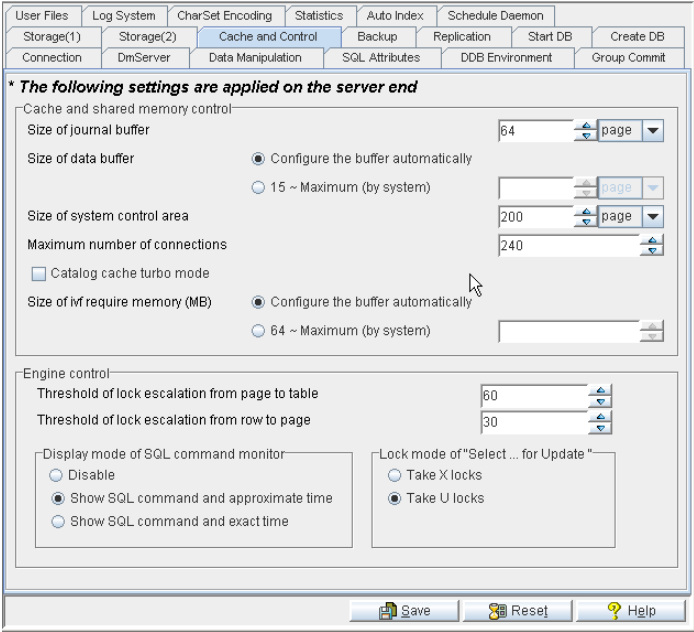 User Files Log System CharSet Encoding Statistics Auto Index Schedule Daemon
Storage(1) Storage(2) Cache and Control Backup Replication Start DB Create DB
Connection DmServer Data Manipulation SQL Attributes DDB Environment Group Commit
* The following settings are applied on the server end
Cache and shared memory control
Size of journal buffer 64 page
Size of data buffer Configure the buffer automatically
15 ~ Maximum (by system) page
Size of system control area 200 page
Maximum number of connections 240
Catalog cache turbo mode
Size of ivf require memory (MB) Configure the buffer automatically
64 ~ Maximum (by system)
Engine control
Threshold of lock escalation from page to table 60
Threshold of lock escalation from row to page 30
Display mode of SQL command monitor Lock mode of "Select ... for Update "
Disable Take X locks
Show SQL command and approximate time Take U locks
Show SQL command and exact time
Save Reset Help